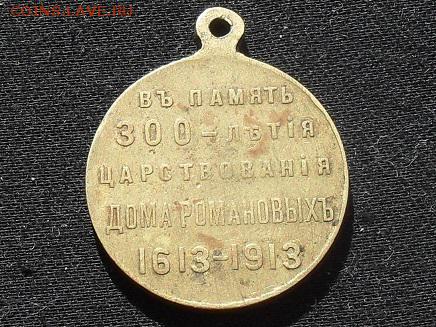 COINS.LAVE.RU
ВЪ ПАМЯТЬ
300-ЛѢТІЯ
ЦАРСТВОВАНІЯ
ДОМА РОМАНОВЫХЪ
1613-1913